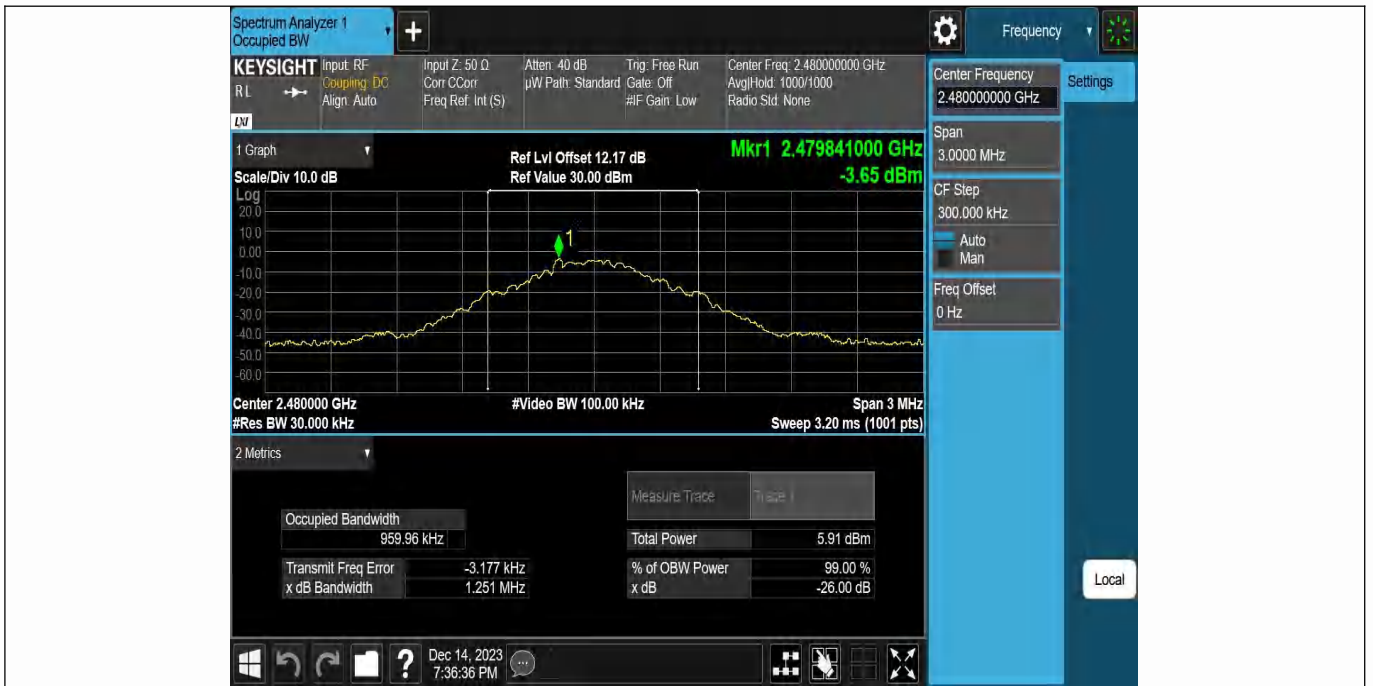 Spectrum Analyzer 1
Occupied BW
+
Frequency
KEYSIGHT
RL
LXI
Input: RF
Coupling: DC
Align: Auto
Input Z: 50 Ω
Corr CCorr
Freq Ref: Int (S)
Atten: 40 dB
µW Path: Standard
Trig: Free Run
Gate: Off
#IF Gain: Low
Center Freq: 2.480000000 GHz
Avg|Hold: 1000/1000
Radio Std: None
Center Frequency
2.480000000 GHz
Settings
Span
3.0000 MHz
CF Step
300.000 kHz
Auto
Man
Freq Offset
0 Hz
1 Graph
Scale/Div 10.0 dB
Ref Lvl Offset 12.17 dB
Ref Value 30.00 dBm
Mkr1 2.479841000 GHz
-3.65 dBm
Log
20.0
10.0
0.00
-10.0
-20.0
-30.0
-40.0
-50.0
-60.0
1
Center 2.480000 GHz
#Res BW 30.000 kHz
#Video BW 100.00 kHz
Span 3 MHz
Sweep 3.20 ms (1001 pts)
2 Metrics
Measure Trace Trace 1
Occupied Bandwidth
959.96 kHz
Total Power 5.91 dBm
Transmit Freq Error -3.177 kHz
% of OBW Power 99.00 %
x dB Bandwidth 1.251 MHz
x dB -26.00 dB
Local
?
Dec 14, 2023
7:36:36 PM